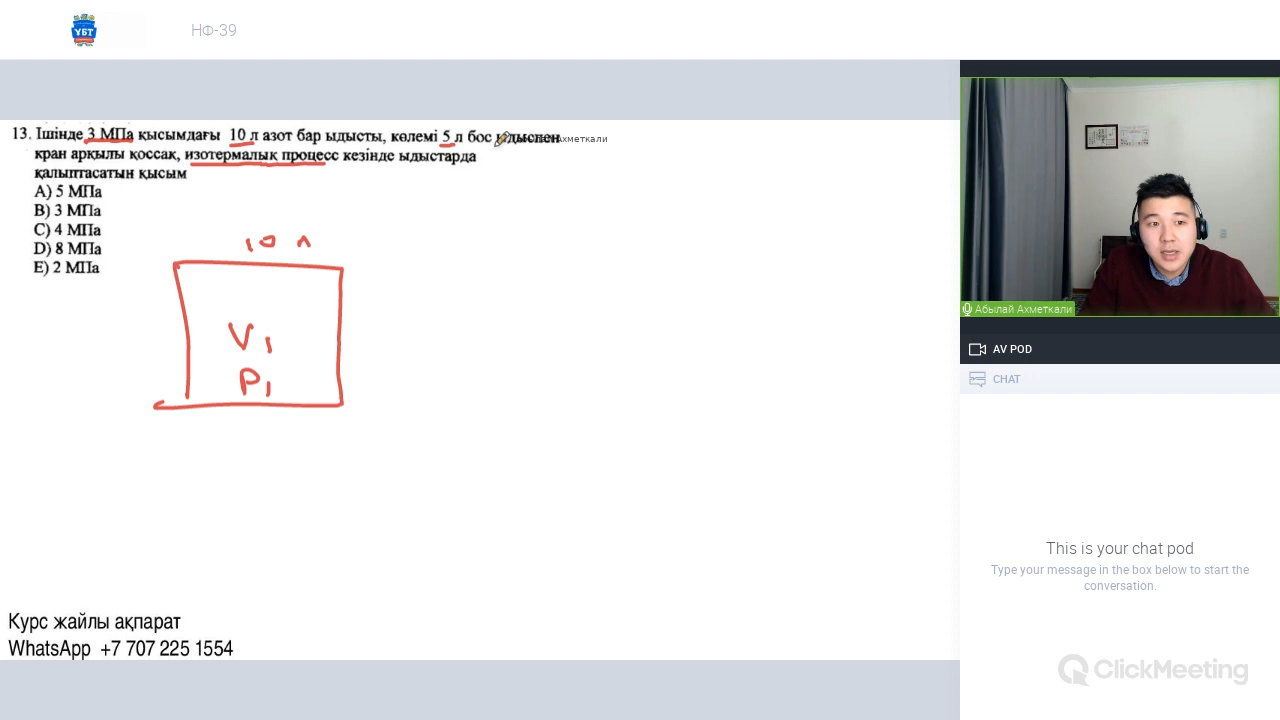 ҰБТ
НФ-39
13. Ішінде 3 МПа қысымдағы 10 л азот бар ыдысты, көлемі 5 л бос ыдыспен
кран арқылы қоссақ, изотермалық процесс кезінде ыдыстарда
қалыптасатын қысым
A) 5 МПа
B) 3 МПа
C) 4 МПа
D) 8 МПа
E) 2 МПа
10 л
V1
P1
Курс жайлы ақпарат
WhatsApp +7 707 225 1554
Абылай Ахметкали
AV POD
CHAT
This is your chat pod
Type your message in the box below to start the
conversation.
ClickMeeting